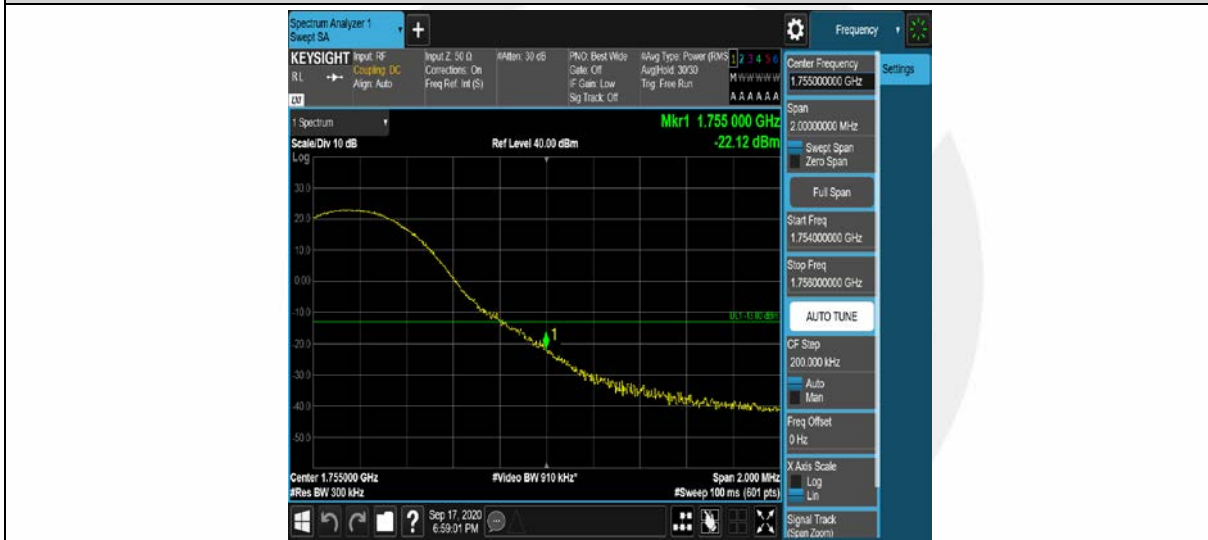 Spectrum Analyzer 1
Swept SA
+
Frequency
KEYSIGHT
RL
LXI
Input: RF
Coupling: DC
Align: Auto
Input Z: 50 Ω
Corrections: On
Freq Ref: Int (S)
#Atten: 30 dB
PNO: Best Wide
Gate: Off
IF Gain: Low
Sig Track: Off
#Avg Type: Power (RMS
Avg|Hold: 30/30
Trig: Free Run
1 2 3 4 5 6
M W W W W W
A A A A A A
1 Spectrum
Scale/Div 10 dB
Log
Ref Level 40.00 dBm
Mkr1 1.755 000 GHz
-22.12 dBm
30.0
20.0
10.0
0.00
-10.0
-20.0
-30.0
-40.0
-50.0
DL1 -13.00 dBm
1
Center 1.755000 GHz
#Res BW 300 kHz
#Video BW 910 kHz*
Span 2.000 MHz
#Sweep 100 ms (601 pts)
?
Sep 17, 2020
6:59:01 PM
Center Frequency
1.755000000 GHz
Span
2.00000000 MHz
Swept Span
Zero Span
Full Span
Start Freq
1.754000000 GHz
Stop Freq
1.756000000 GHz
AUTO TUNE
CF Step
200.000 kHz
Auto
Man
Freq Offset
0 Hz
X Axis Scale
Log
Lin
Signal Track
(Span Zoom)
Settings